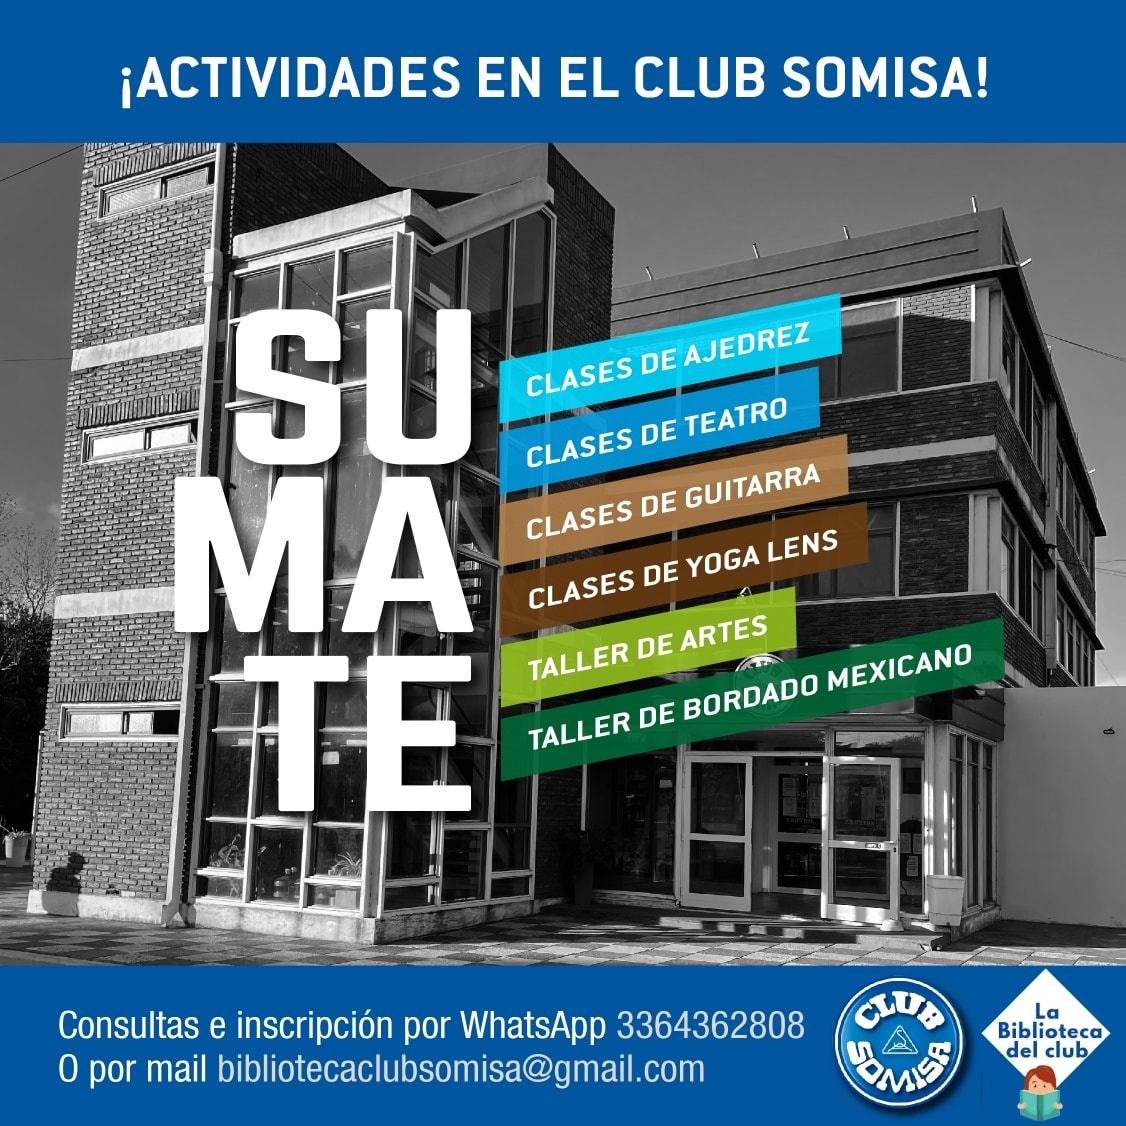 ¡ACTIVIDADES EN EL CLUB SOMISA!
SU
MA
TE
CLASES DE AJEDREZ
CLASES DE TEATRO
CLASES DE GUITARRA
CLASES DE YOGA LENS
TALLER DE ARTES
TALLER DE BORDADO MEXICANO
Consultas e inscripción por WhatsApp 3364362808
O por mail bibliotecaclubsomisa@gmail.com
CLUB
SOMISA
La
Biblioteca
del club